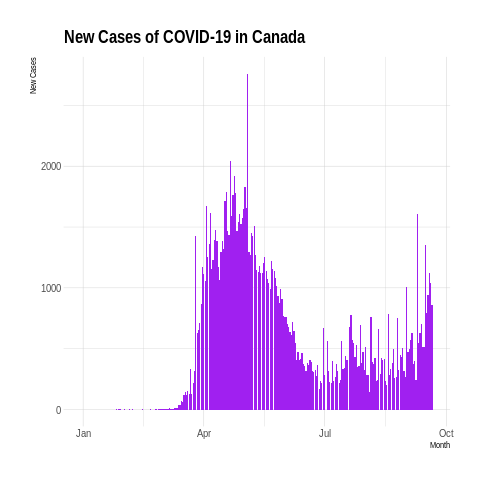 New Cases of COVID-19 in Canada
New Cases
2000
1000
0
Jan Apr Jul Oct
Month